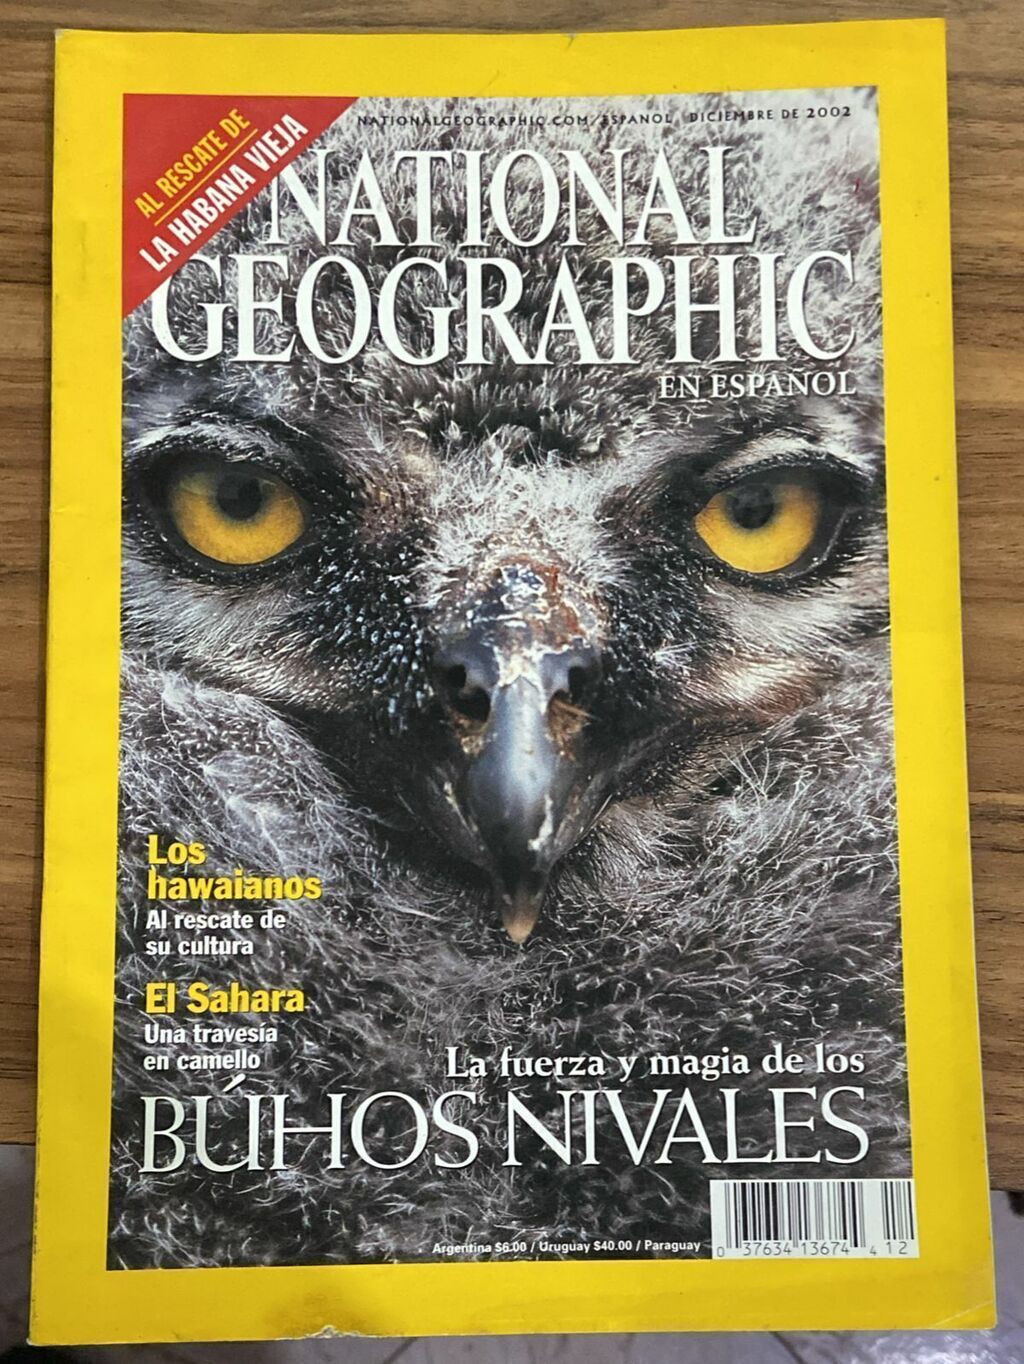 AL RESCATE DE
LA HABANA VIEJA
NATIONALGEOGRAPHIC.COM/ESPANOL DICIEMBRE DE 2002
NATIONAL
GEOGRAPHIC
EN ESPAÑOL
Los
hawaianos
Al rescate de
su cultura
El Sahara
Una travesía
en camello
La fuerza y magia de los
BÚHOS NIVALES
Argentina $6.00 / Uruguay $40.00 / Paraguay
0 37634 13674 4 12